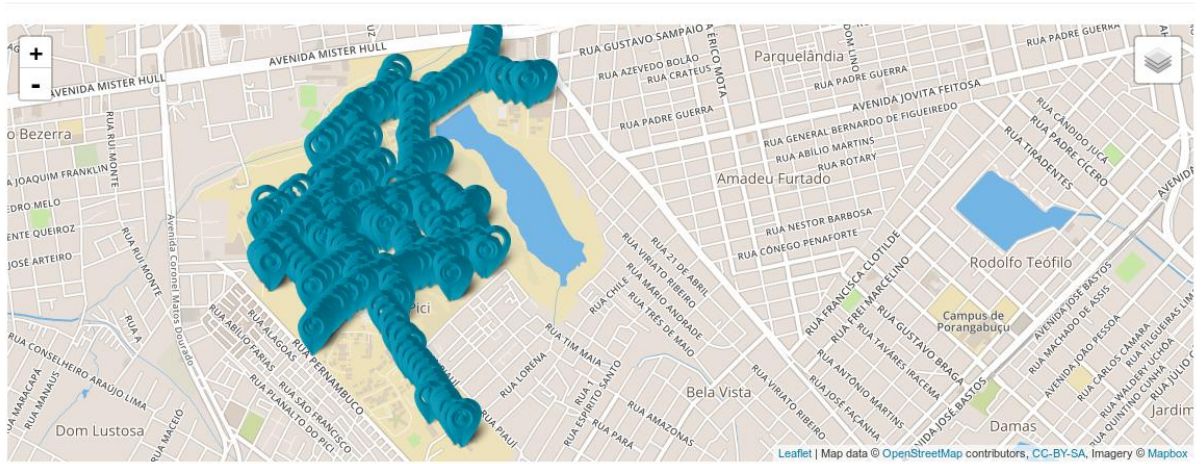 +
-
AVENIDA MISTER HULL
AVENIDA MISTER HULL
RUA GUSTAVO SAMPAIO
RUA AZEVEDO BOLÃO
RUA CRATEUS
RUA PADRE GUERRA
Parquelândia
DOM LINO
RUA PADRE GUERRA
RUA PADRE GUERRA
AVENIDA JOVITA FEITOSA
RUA GENERAL BERNARDO DE FIGUEIREDO
RUA ABÍLIO MARTINS
RUA ROTARY
RUA CÂNDIDO JUCÁ
RUA PADRE CÍCERO
RUA TIRADENTES
o Bezerra
RUA RUI MONTE
A JOAQUIM FRANKLIN
EDRO MELO
ENTE QUEIROZ
JOSÉ ARTEIRO
RUA RUI MONTE
Avenida Coronel Matos Dourado
Amadeu Furtado
RUA NESTOR BARBOSA
RUA CÔNEGO PENAFORTE
RUA 21 DE ABRIL
RUA VIRIATO RIBEIRO
RUA MÁRIO ANDRADE
RUA TRÊS DE MAIO
RUA CHILE
RUA FRANCISCA CLOTILDE
RUA FREI MARCELINO
Rodolfo Teófilo
Campus de
Porangabuçu
AVENIDA JOSÉ BASTOS
RUA MACHADO DE ASSIS
AVENIDA JOÃO PESSOA
RUA FILGUEIRAS LIMA
RUA CARLOS CÂMARA
RUA WALDERY UCHÔA
RUA QUINTINO CUNHA
RUA GUSTAVO BRAGA
RUA TAVARES IRACEMA
RUA ANTÔNIO MARTINS
RUA JOSÉ FAÇANHA
RUA VIRIATO RIBEIRO
Pici
RUA A
RUA ABÍLIO FARIAS
RUA ALAGOAS
RUA PERNAMBUCO
RUA SÃO FRANCISCO
RUA PLANALTO DO PICI
RUA CONSELHEIRO ARAÚJO LIMA
RUA MARACAPÁ
RUA MANAUS
RUA MACEIÓ
Dom Lustosa
RUA LORENA
RUA TIM MAIA
RUA ESPÍRITO SANTO
RUA PIAUÍ
RUA PARÁ
RUA AMAZONAS
Bela Vista
Damas
Jardim
Leaflet | Map data © OpenStreetMap contributors, CC-BY-SA, Imagery © Mapbox